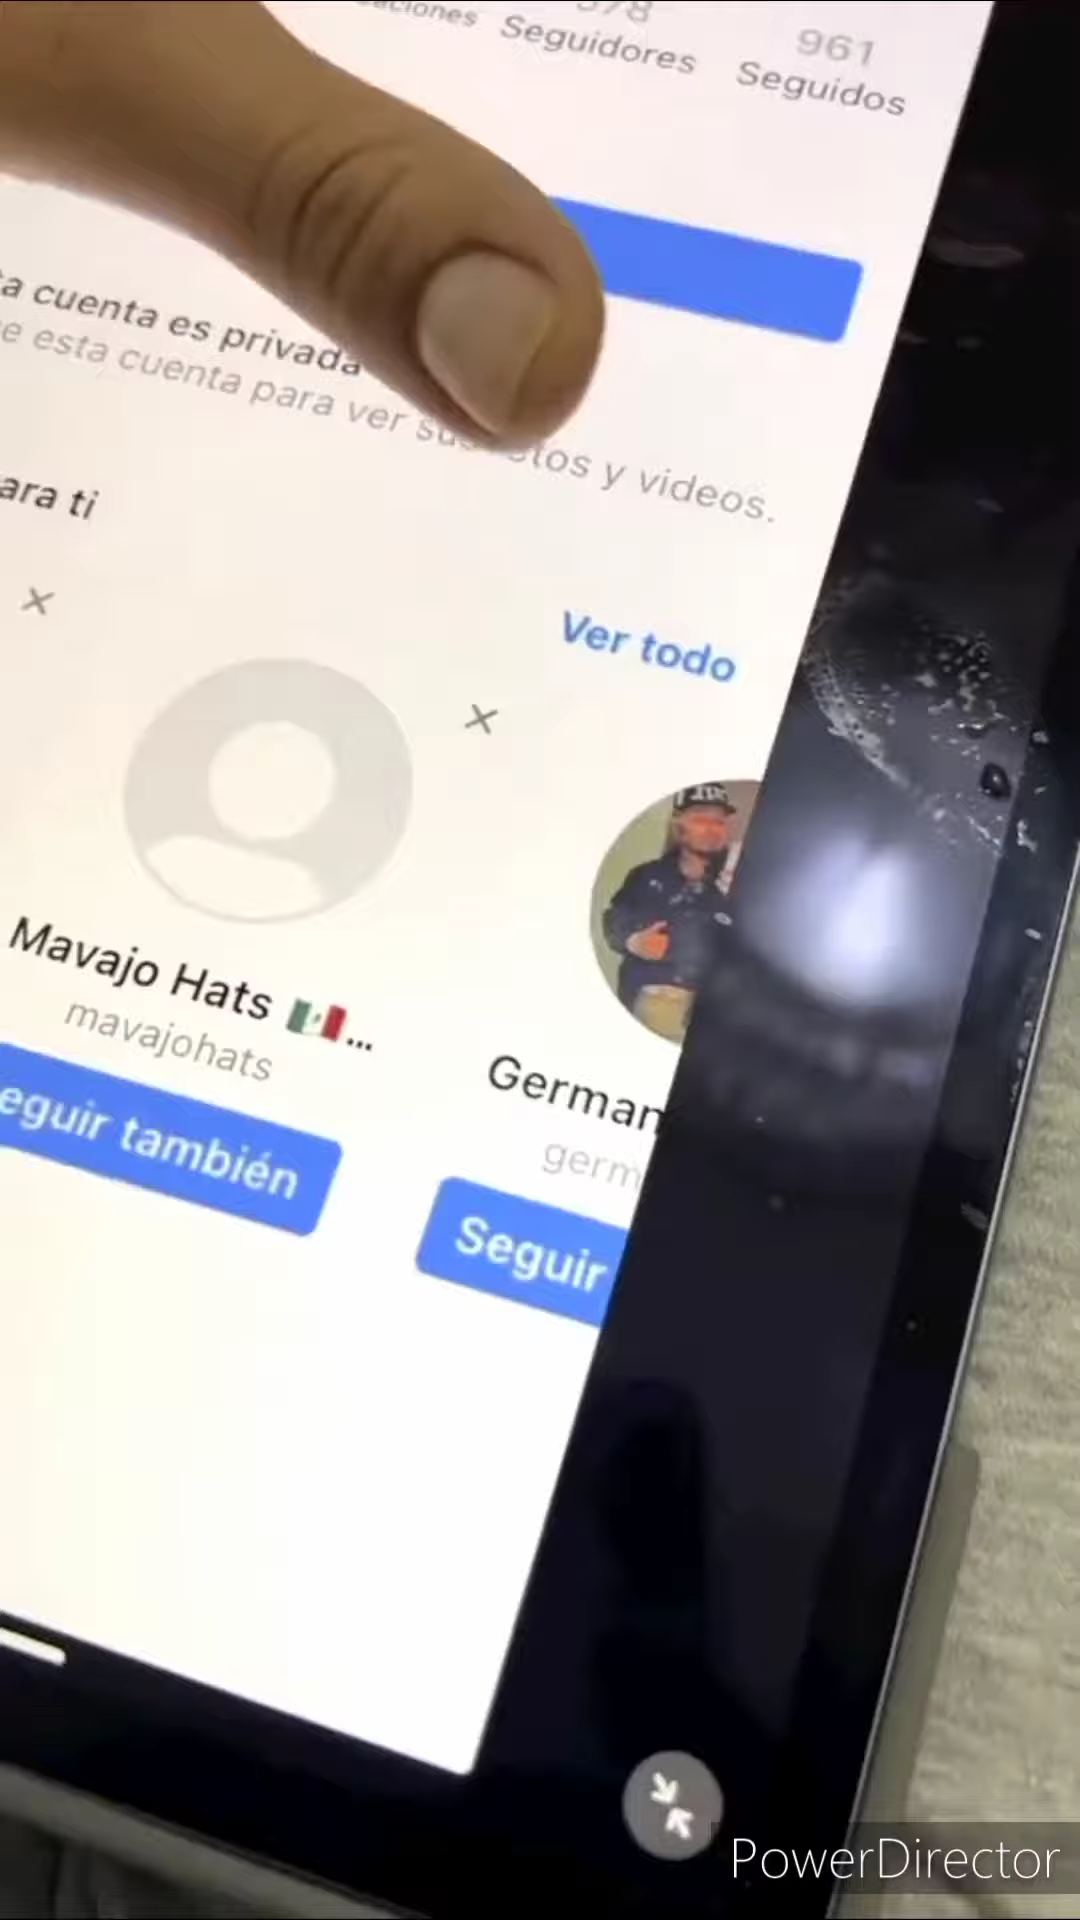 961
Seguidores
Seguidos
cuenta es privada
esta cuenta para ver
y videos.
ara ti
Ver todo
Mavajo Hats 🇲🇽...
mavajohats
eguir también
German
germ
Seguir
PowerDirector